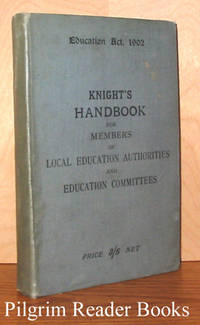 Education Act, 1902
KNIGHT'S
HANDBOOK
FOR
MEMBERS
OF
LOCAL EDUCATION AUTHORITIES
AND
EDUCATION COMMITTEES
PRICE 2/6 NET
Pilgrim Reader Books